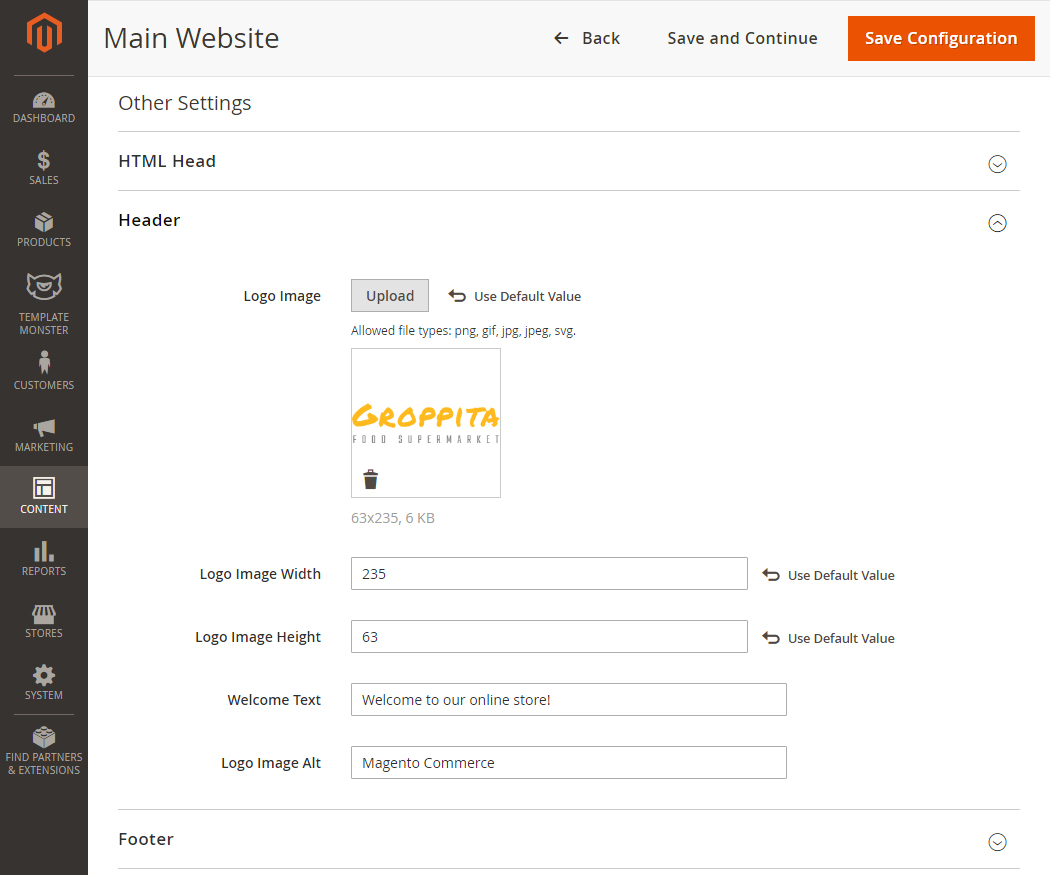 Main Website
Back
Save and Continue
Save Configuration
DASHBOARD
SALES
PRODUCTS
TEMPLATE
MONSTER
CUSTOMERS
MARKETING
CONTENT
REPORTS
STORES
SYSTEM
FIND PARTNERS
& EXTENSIONS
Other Settings
HTML Head
Header
Logo Image
Upload
Use Default Value
Allowed file types: png, gif, jpg, jpeg, svg.
GROPPITA
FOOD SUPERMARKET
63x235, 6 KB
Logo Image Width
235
Use Default Value
Logo Image Height
63
Use Default Value
Welcome Text
Welcome to our online store!
Logo Image Alt
Magento Commerce
Footer